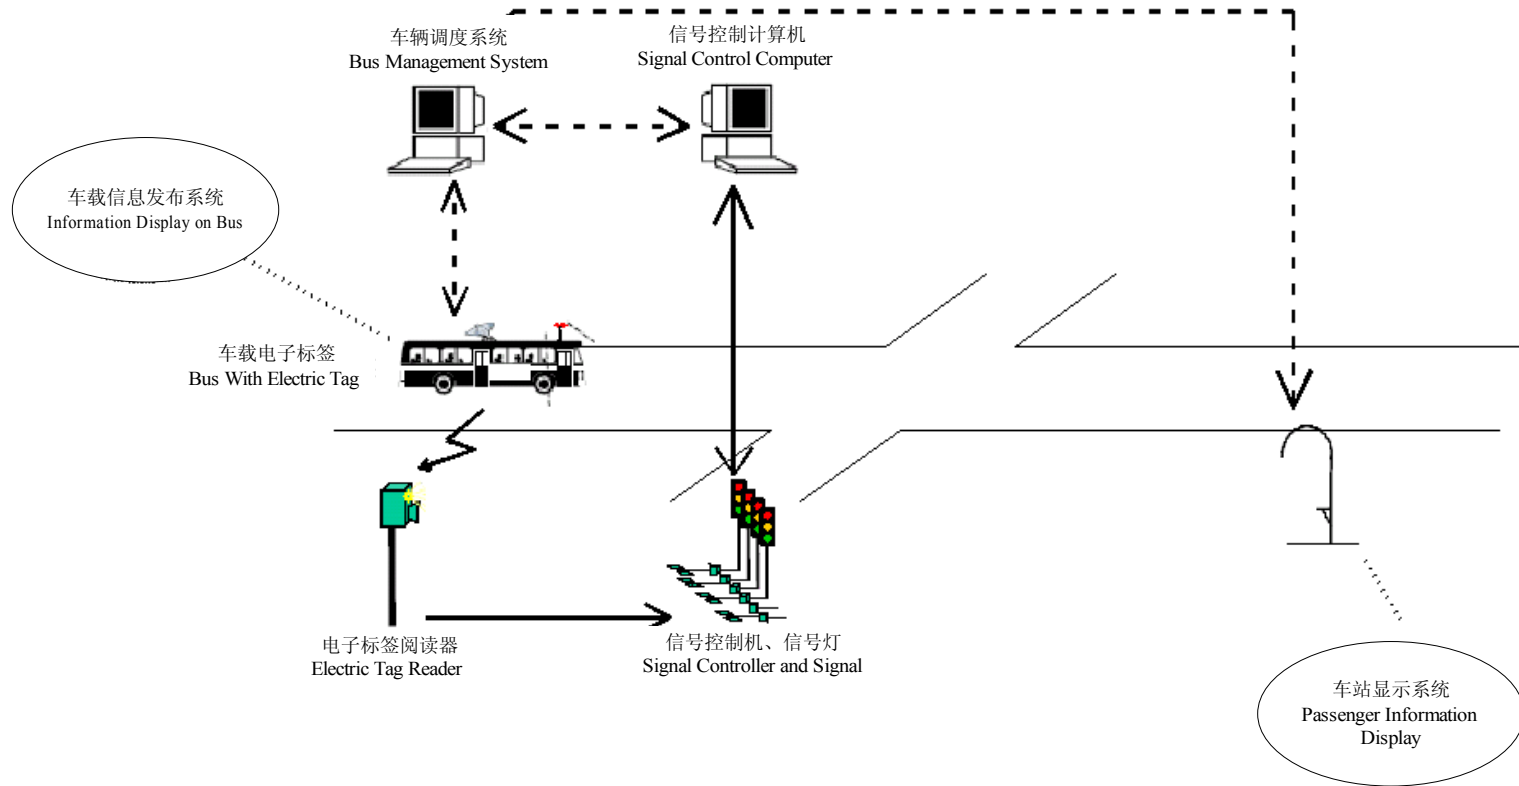 车辆调度系统
Bus Management System
信号控制计算机
Signal Control Computer
车载信息发布系统
Information Display on Bus
车载电子标签
Bus With Electric Tag
电子标签阅读器
Electric Tag Reader
信号控制机、信号灯
Signal Controller and Signal
车站显示系统
Passenger Information
Display